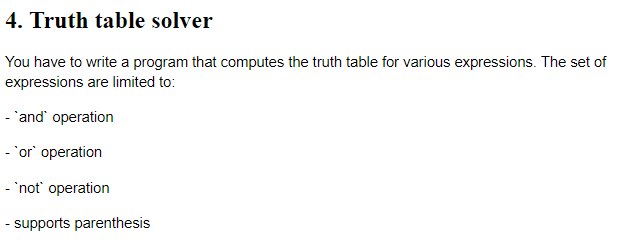 4. Truth table solver
You have to write a program that computes the truth table for various expressions. The set of
expressions are limited to:
- `and` operation
- `or` operation
- `not` operation
- supports parenthesis